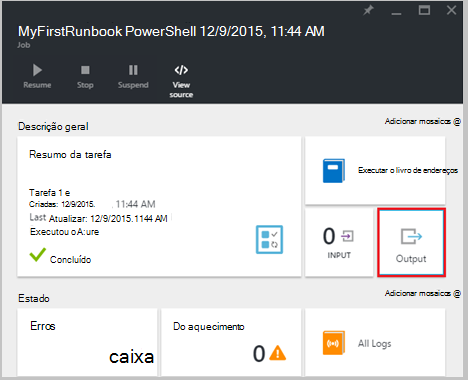 MyFirstRunbook PowerShell 12/9/2015, 11:44 AM
Job
Resume
Stop
Suspend
View source
Descrição geral
Adicionar mosaicos @
Resumo da tarefa
Executar o livro de endereços
Tarefa 1 e
Criadas: 12/9/2015. 11:44 AM
Last Atualizar: 12/9/2015.1144 AM
Executou o A:ure
Concluído
0
INPUT
Output
Estado
Adicionar mosaicos @
Erros
caixa
Do aquecimento
0
All Logs